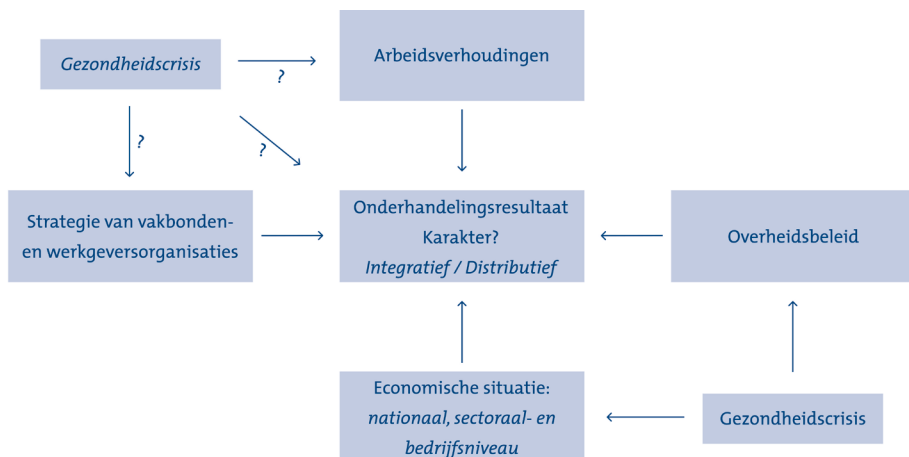 Gezondheidscrisis
?
Arbeidsverhoudingen
?
?
Strategie van vakbonden-
en werkgeversorganisaties
Onderhandelingsresultaat
Karakter?
Integratief / Distributief
Overheidsbeleid
Economische situatie:
nationaal, sectoraal- en
bedrijfsniveau
Gezondheidscrisis